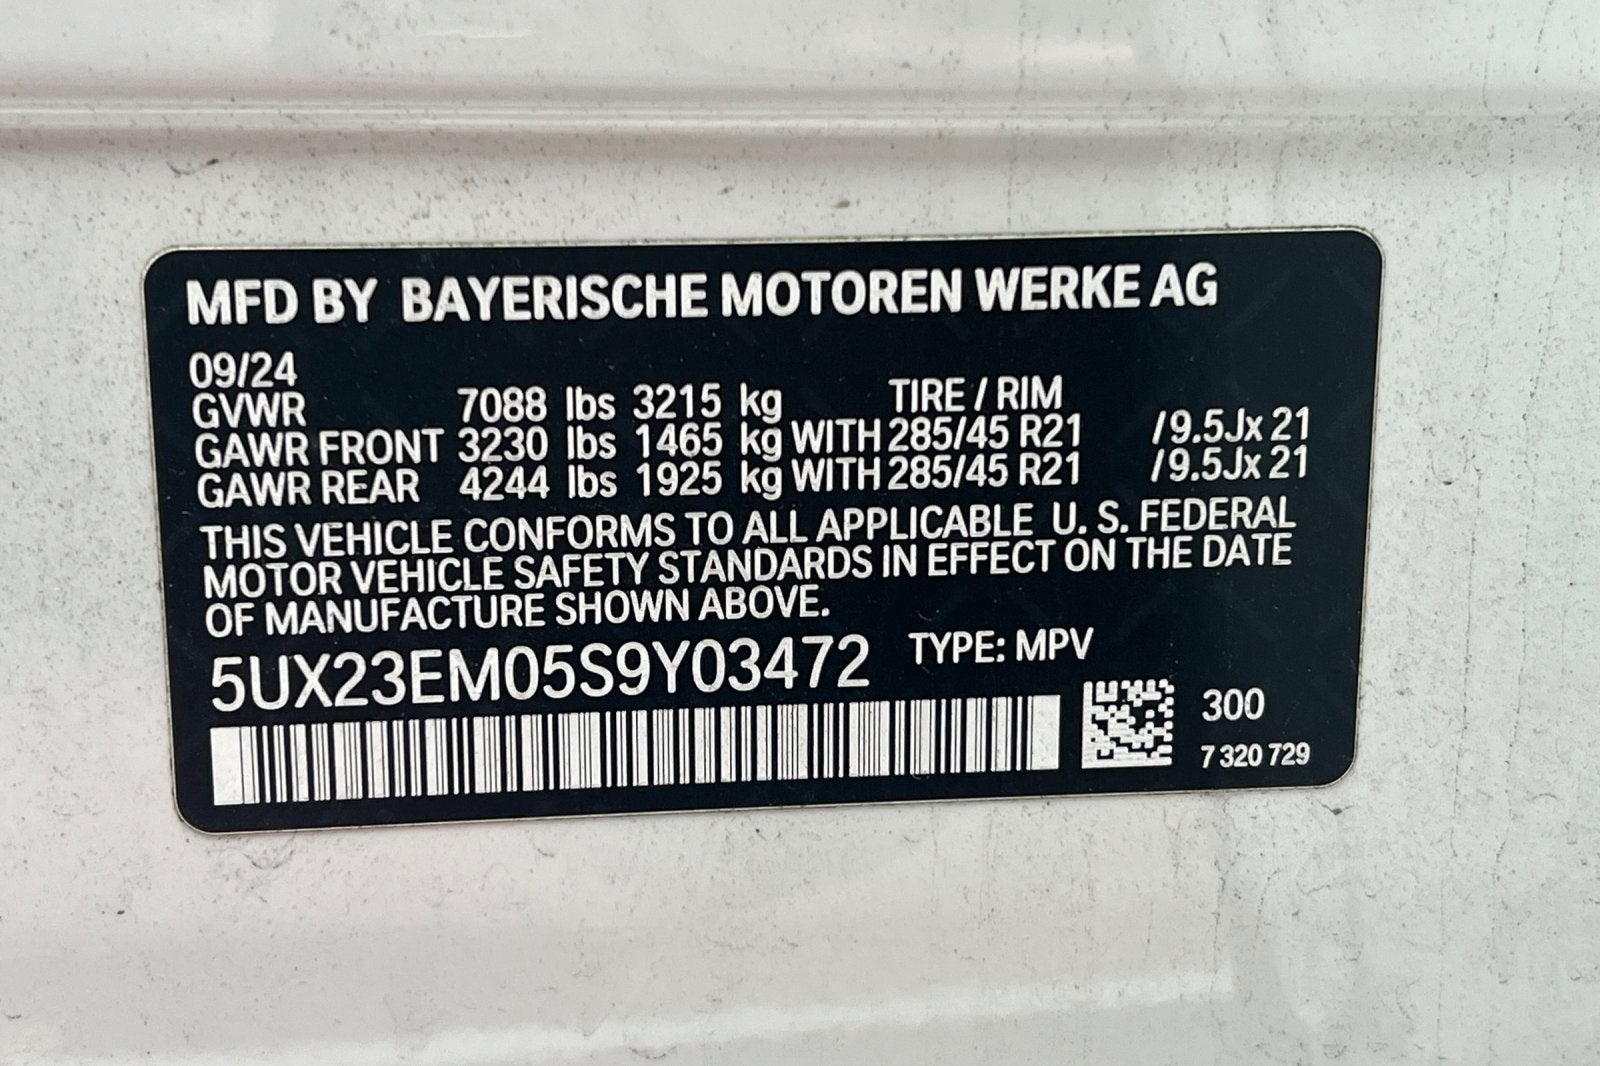 MFD BY BAYERISCHE MOTOREN WERKE AG
09/24
GVWR 7088 lbs 3215 kg TIRE / RIM
GAWR FRONT 3230 lbs 1465 kg WITH 285/45 R21 /9.5Jx 21
GAWR REAR 4244 lbs 1925 kg WITH 285/45 R21 /9.5Jx 21
THIS VEHICLE CONFORMS TO ALL APPLICABLE U. S. FEDERAL
MOTOR VEHICLE SAFETY STANDARDS IN EFFECT ON THE DATE
OF MANUFACTURE SHOWN ABOVE.
5UX23EM05S9Y03472 TYPE: MPV
300
7 320 729